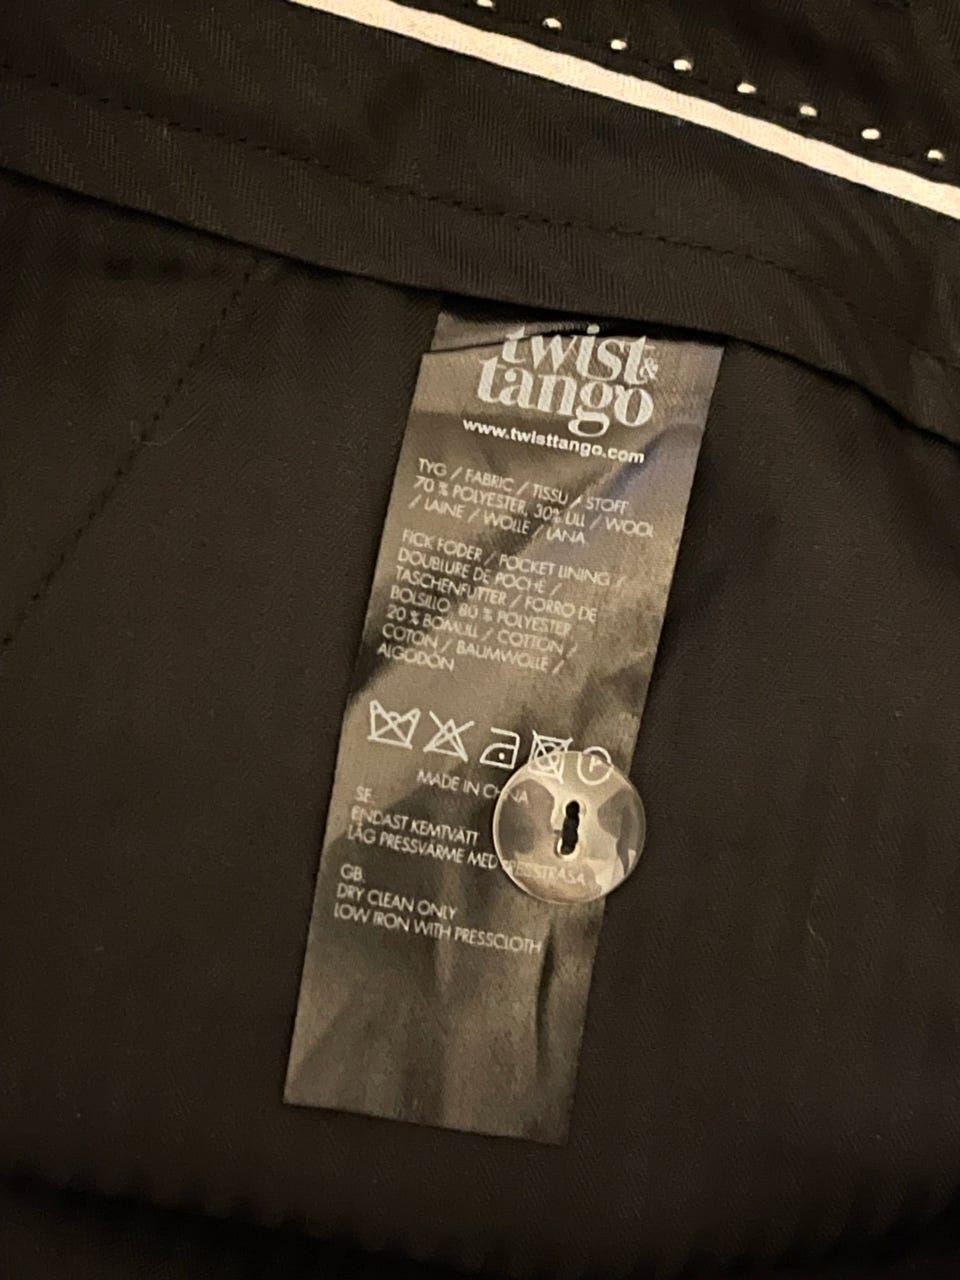 twist &
tango
www.twisttango.com
TYG / FABRIC / TISSU / STOFF
70 % POLYESTER, 30% ULL / WOOL
/ LAINE / WOLLE / LANA
FICK FODER / POCKET LINING /
DOUBLURE DE POCHE /
TASCHENFUTTER / FORRO DE
BOLSILLO, 80 % POLYESTER,
20 % BOMULL / COTTON /
COTON / BAUMWOLLE /
ALGODÓN
P
MADE IN CHINA
SE.
ENDAST KEMTVÄTT
LÅG PRESSVÄRME MED PRESSTRASA
GB.
DRY CLEAN ONLY
LOW IRON WITH PRESSCLOTH